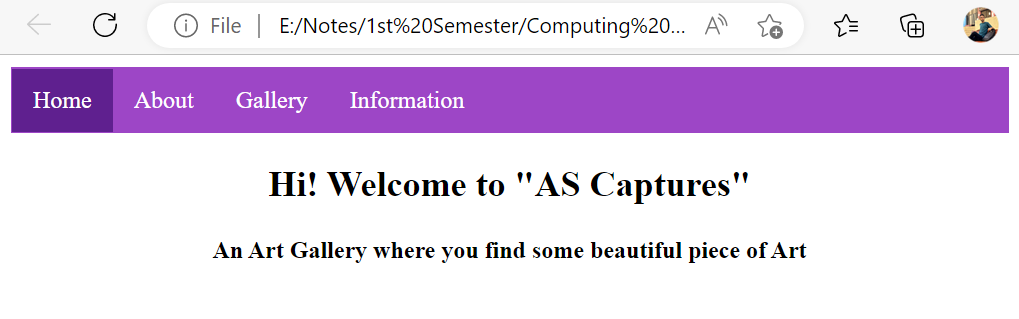 File | E:/Notes/1st%20Semester/Computing%20...
Home About Gallery Information
Hi! Welcome to "AS Captures"
An Art Gallery where you find some beautiful piece of Art